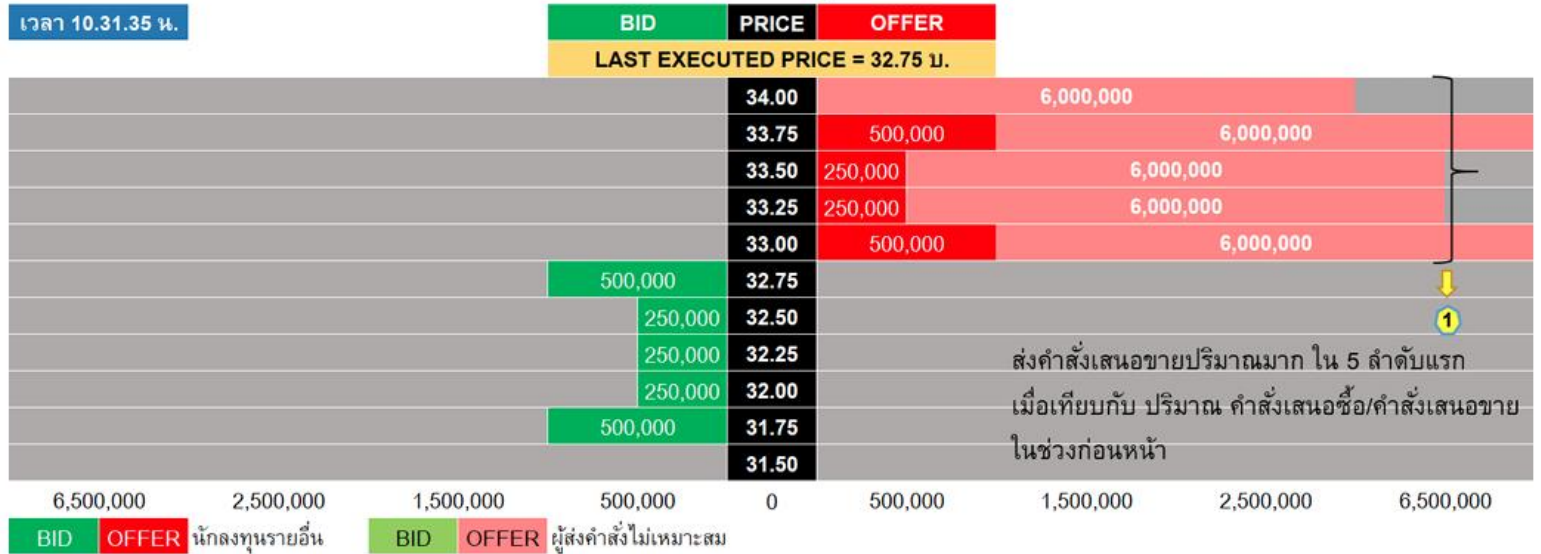 เวลา 10.31.35 น.
BID PRICE OFFER
LAST EXECUTED PRICE = 32.75 บ.
34.00 6,000,000
33.75 500,000 6,000,000
33.50 250,000 6,000,000
33.25 250,000 6,000,000
33.00 500,000 6,000,000
500,000 32.75
250,000 32.50 1
250,000 32.25
ส่งคำสั่งเสนอขายปริมาณมาก ใน 5 ลำดับแรก
250,000 32.00
เมื่อเทียบกับ ปริมาณ คำสั่งเสนอซื้อ/คำสั่งเสนอขาย
500,000 31.75
ในช่วงก่อนหน้า
31.50
6,500,000 2,500,000 1,500,000 500,000 0 500,000 1,500,000 2,500,000 6,500,000
BID OFFER นักลงทุนรายอื่น BID OFFER ผู้ส่งคำสั่งไม่เหมาะสม